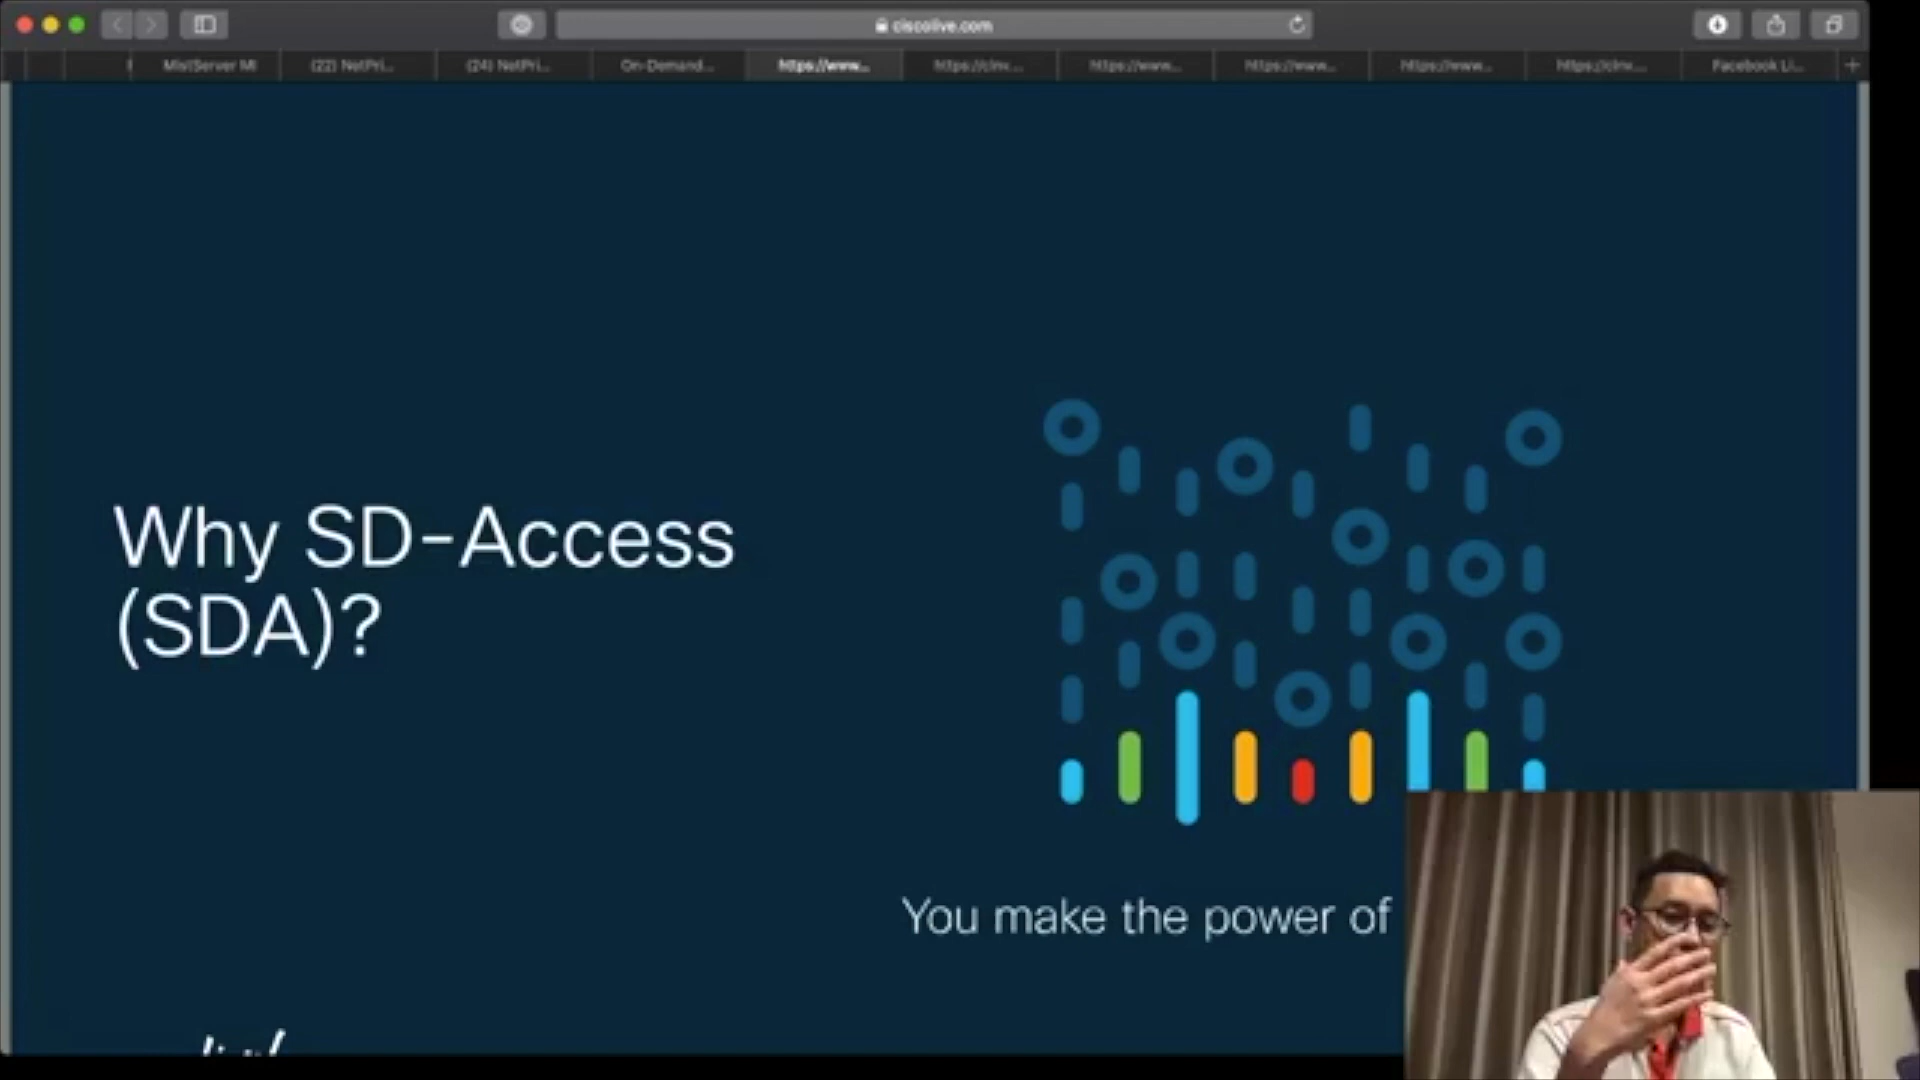 ciscolive.com
MistServer MI
(22) NetPri...
(24) NetPri...
On-Demand...
https://www...
https://clnv...
https://www...
https://www...
https://www...
https://clnv...
Facebook Li...
Why SD-Access
(SDA)?
You make the power of